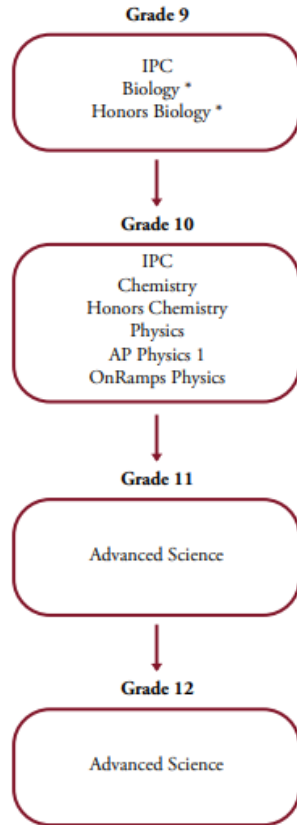 Grade 9
IPC
Biology *
Honors Biology *
Grade 10
IPC
Chemistry
Honors Chemistry
Physics
AP Physics 1
OnRamps Physics
Grade 11
Advanced Science
Grade 12
Advanced Science